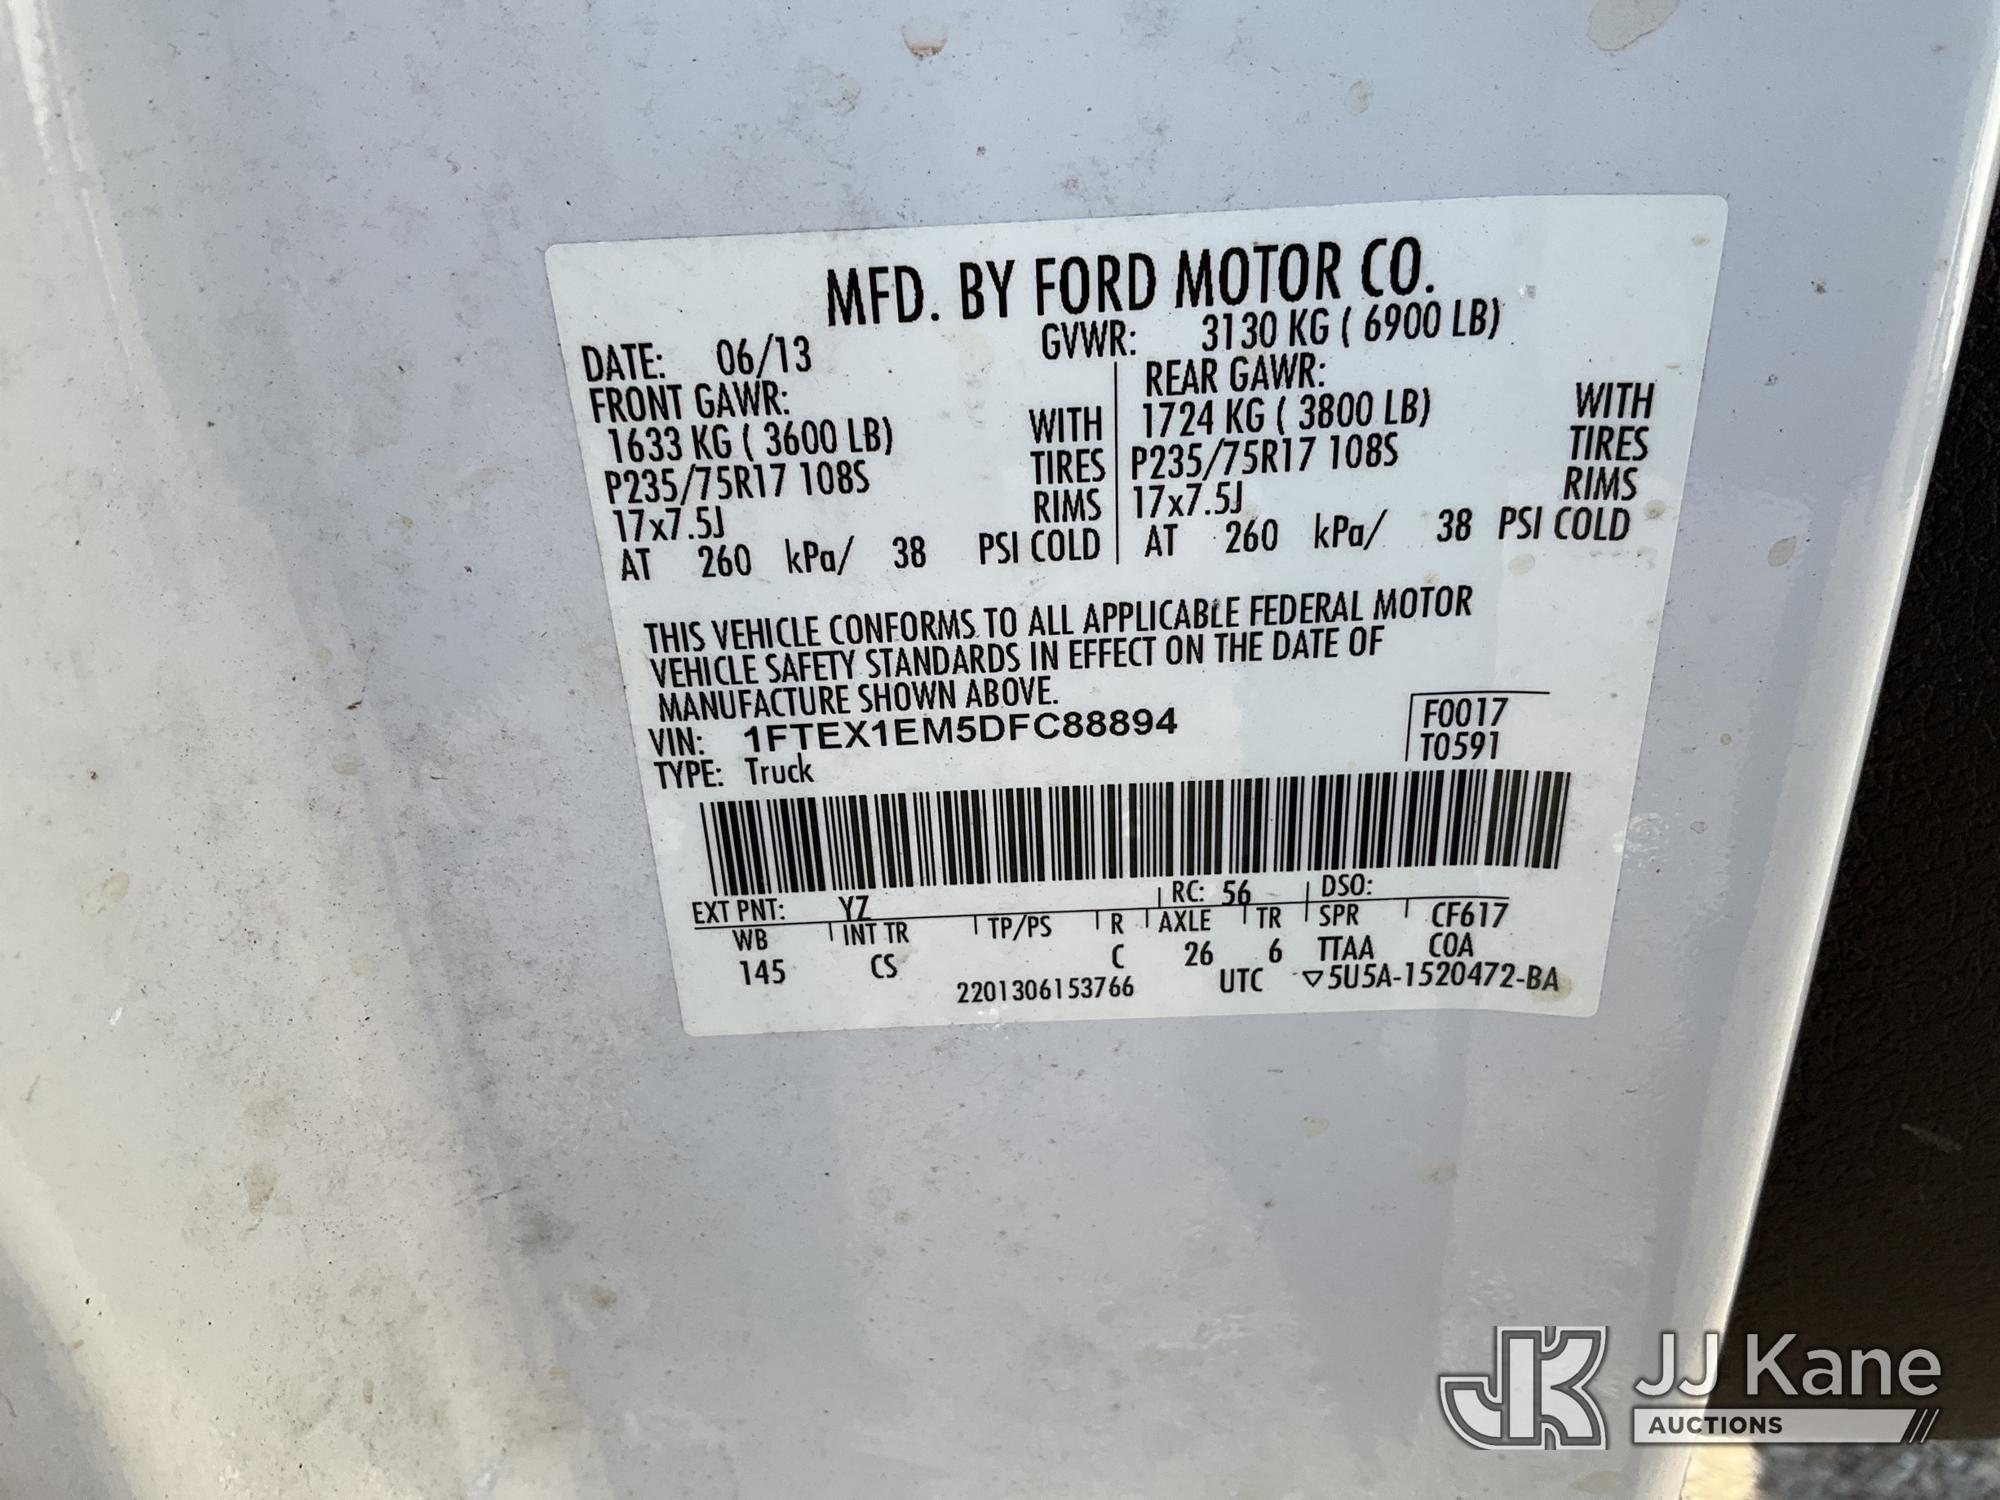 MFD. BY FORD MOTOR CO.
DATE: 06/13 GVWR: 3130 KG ( 6900 LB)
FRONT GAWR: REAR GAWR:
1633 KG ( 3600 LB) WITH 1724 KG ( 3800 LB) WITH
P235/75R17 108S TIRES P235/75R17 108S TIRES
17x7.5J RIMS 17x7.5J RIMS
AT 260 kPa/ 38 PSI COLD AT 260 kPa/ 38 PSI COLD
THIS VEHICLE CONFORMS TO ALL APPLICABLE FEDERAL MOTOR
VEHICLE SAFETY STANDARDS IN EFFECT ON THE DATE OF
MANUFACTURE SHOWN ABOVE.
VIN: 1FTEX1EM5DFC88894 F0017
TYPE: Truck T0591
EXT PNT: YZ RC: 56 DSO:
WB INT TR TP/PS R AXLE TR SPR CF617
145 CS C 26 6 TTAA COA
2201306153766 UTC ▽5U5A-1520472-BA
JK JJ Kane
AUCTIONS